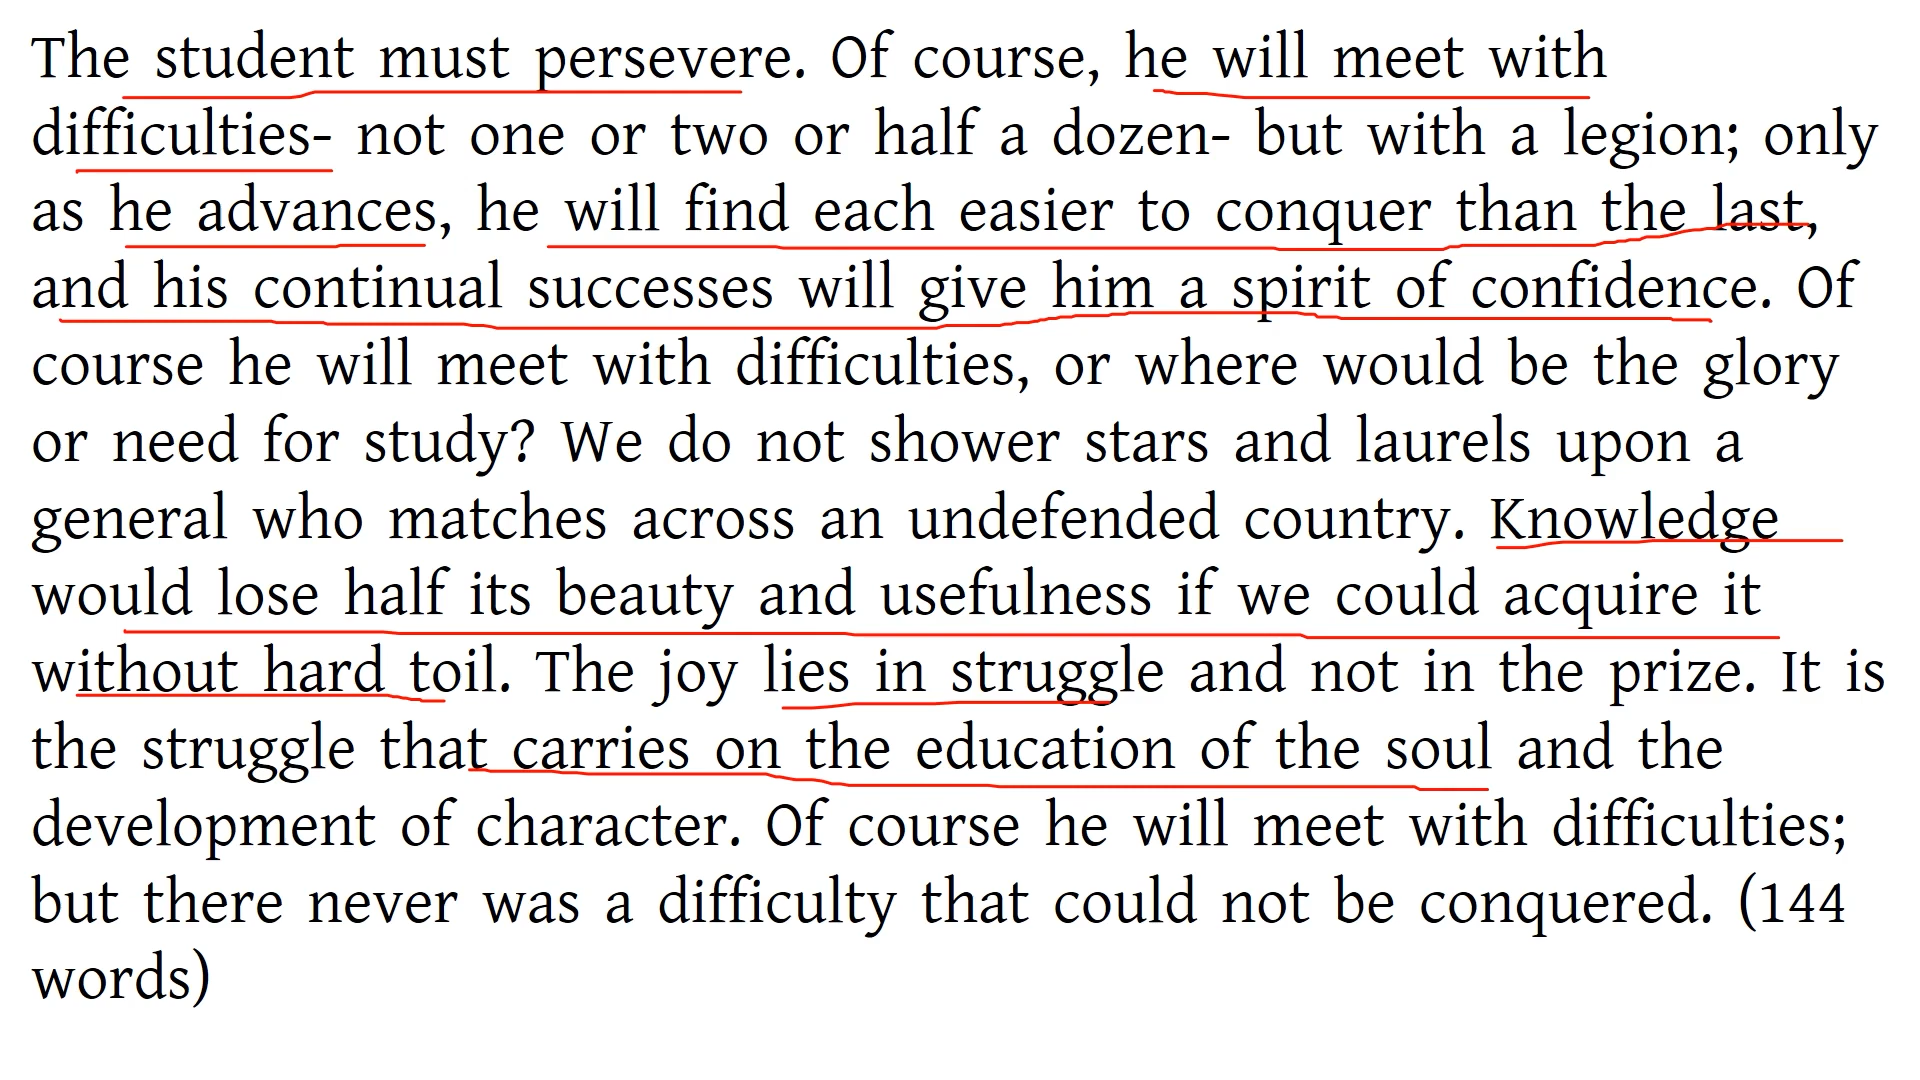 The student must persevere. Of course, he will meet with
difficulties- not one or two or half a dozen- but with a legion; only
as he advances, he will find each easier to conquer than the last,
and his continual successes will give him a spirit of confidence. Of
course he will meet with difficulties, or where would be the glory
or need for study? We do not shower stars and laurels upon a
general who matches across an undefended country. Knowledge
would lose half its beauty and usefulness if we could acquire it
without hard toil. The joy lies in struggle and not in the prize. It is
the struggle that carries on the education of the soul and the
development of character. Of course he will meet with difficulties;
but there never was a difficulty that could not be conquered. (144
words)